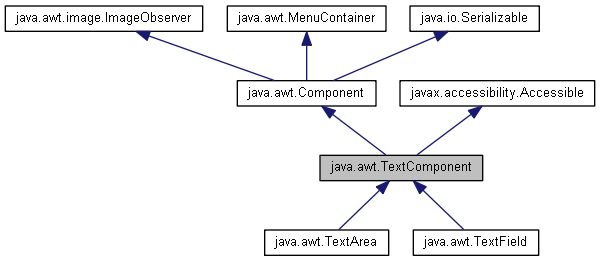 java.awt.image.ImageObserver
java.awt.MenuContainer
java.io.Serializable
java.awt.Component
javax.accessibility.Accessible
java.awt.TextComponent
java.awt.TextArea
java.awt.TextField